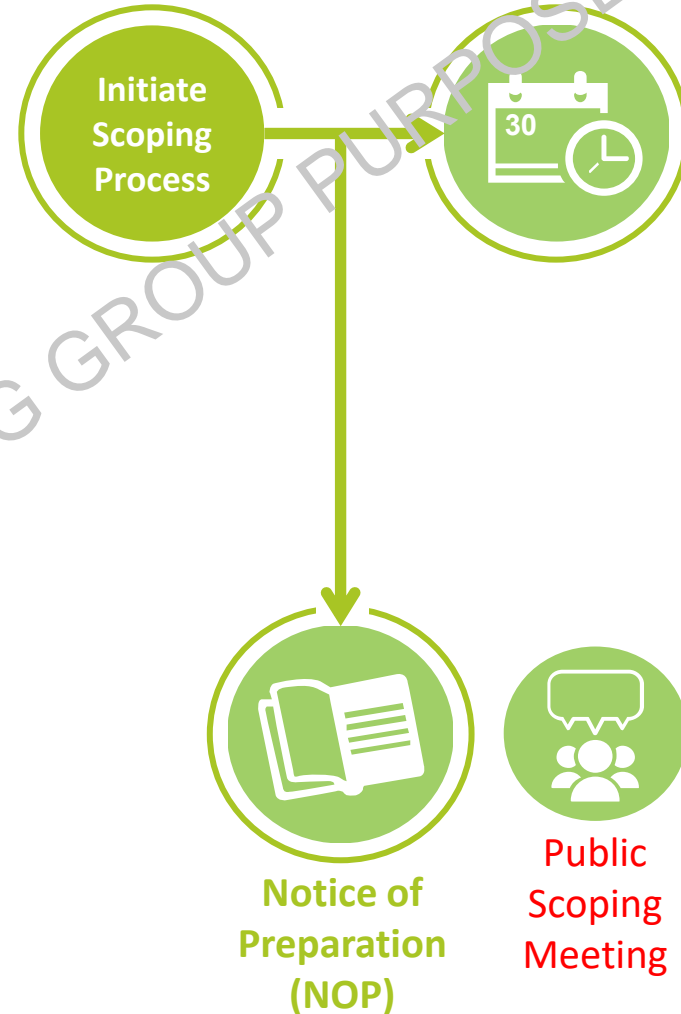 Initiate
Scoping
Process
30
G GROUP PURPOSE
Notice of
Preparation
(NOP)
Public
Scoping
Meeting